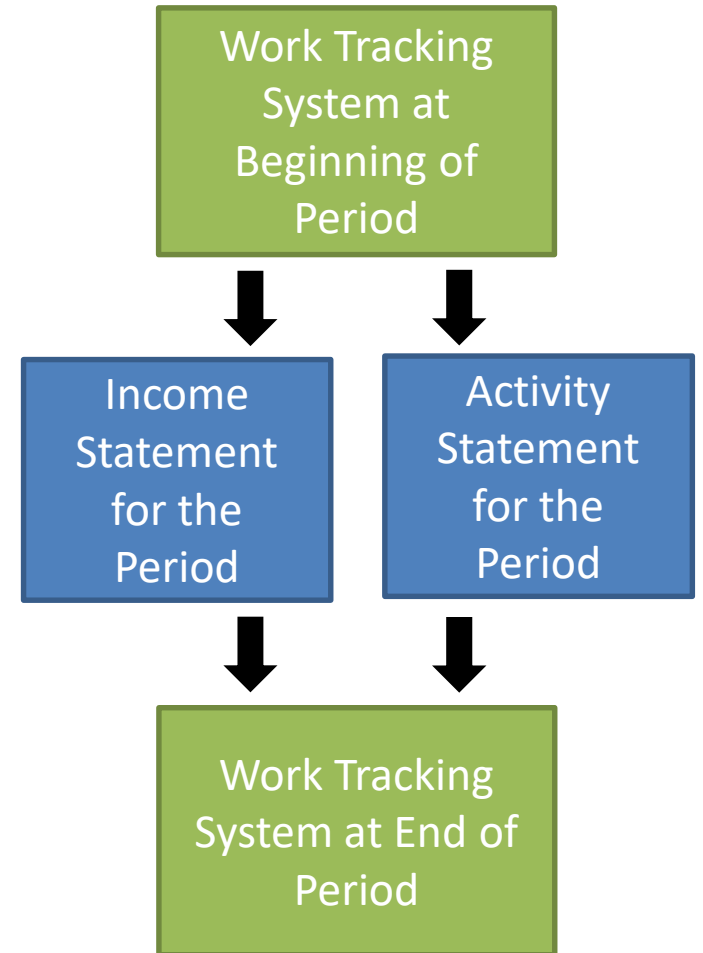 Work Tracking
System at
Beginning of
Period
Income
Statement
for the
Period
Activity
Statement
for the
Period
Work Tracking
System at End of
Period